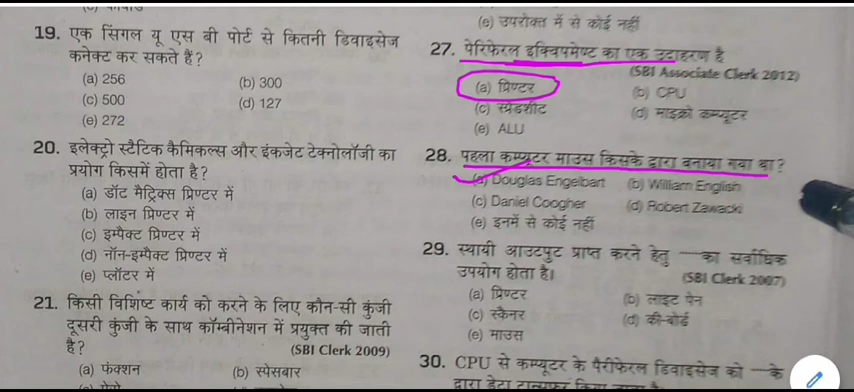 19. एक सिंगल यू एस बी पोर्ट से कितनी डिवाइसेज
कनेक्ट कर सकते हैं?
(a) 256 (b) 300
(c) 500 (d) 127
(e) 272
20. इलेक्ट्रो स्टैटिक कैमिकल्स और इंकजेट टेक्नोलॉजी का
प्रयोग किसमें होता है?
(a) डॉट मैट्रिक्स प्रिण्टर में
(b) लाइन प्रिण्टर में
(c) इम्पैक्ट प्रिण्टर में
(d) नॉन-इम्पैक्ट प्रिण्टर में
(e) प्लॉटर में
21. किसी विशिष्ट कार्य को करने के लिए कौन-सी कुंजी
दूसरी कुंजी के साथ कॉम्बीनेशन में प्रयुक्त की जाती
है? (SBI Clerk 2009)
(a) फंक्शन (b) स्पेसबार
(e) उपरोक्त में से कोई नहीं
27. पेरिफेरल इक्विपमेण्ट का एक उदाहरण है
(SBI Associate Clerk 2012)
(a) प्रिण्टर (b) CPU
(c) स्प्रेडशीट (d) माइक्रो कम्प्यूटर
(e) ALU
28. पहला कम्प्यूटर माउस किसके द्वारा बनाया गया था?
(a) Douglas Engelbart (b) William English
(c) Daniel Coogher (d) Robert Zawacki
(e) इनमें से कोई नहीं
29. स्थायी आउटपुट प्राप्त करने हेतु —का सर्वाधिक
उपयोग होता है। (SBI Clerk 2007)
(a) प्रिण्टर (b) लाइट पेन
(c) स्कैनर (d) की-बोर्ड
(e) माउस
30. CPU से कम्प्यूटर के पैरीफेरल डिवाइसेज को —के
द्वारा डेटा ट्रान्सफर किया जाता है